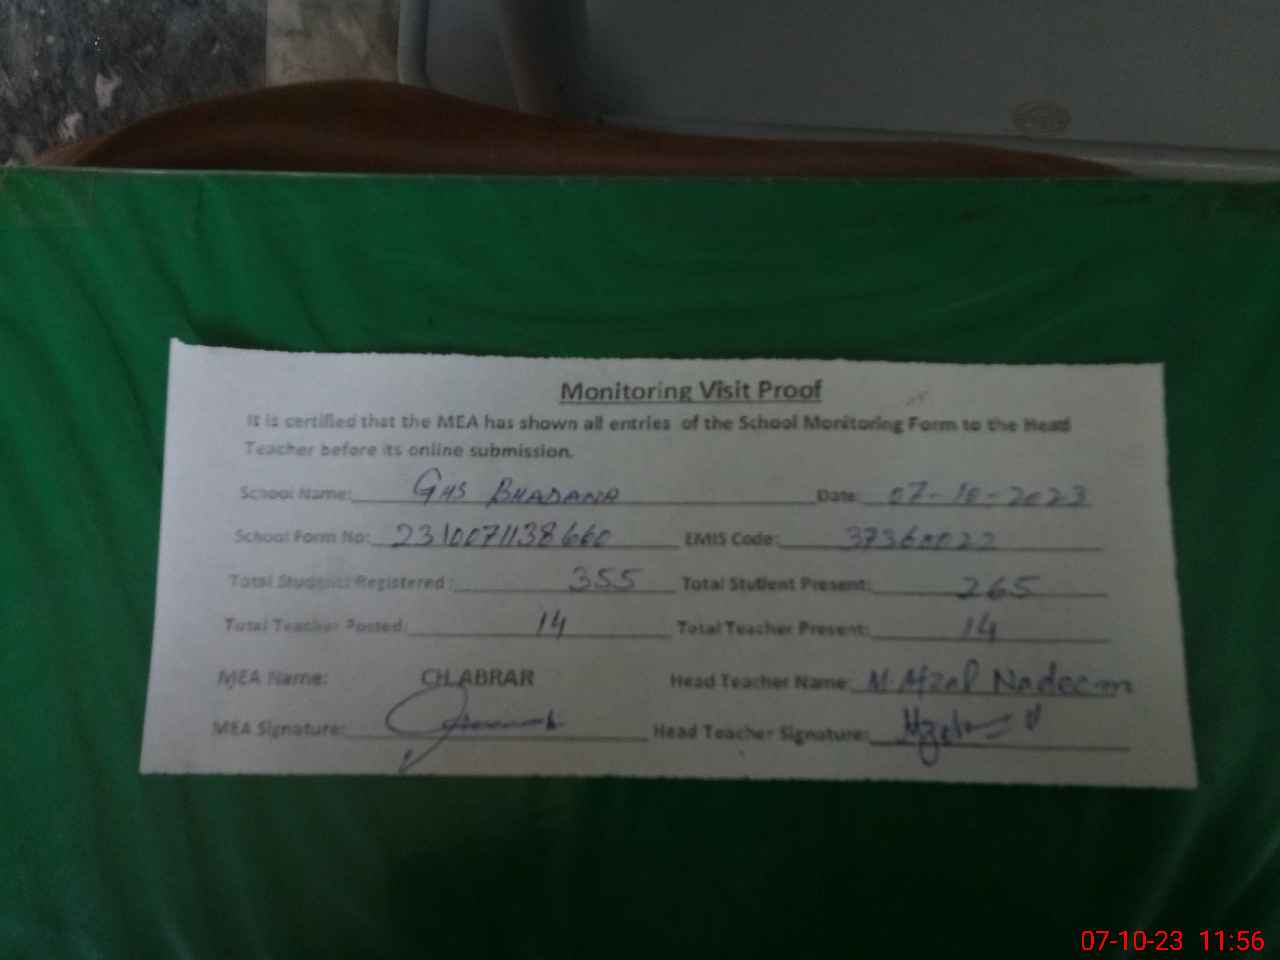 Monitoring Visit Proof
It is certified that the MEA has shown all entries of the School Monitoring Form to the Head
Teacher before its online submission.
School Name: GHS BHADANA Date: 07-10-2023
School Form No: 2310071138660 EMIS Code: 37360022
Total Students Registered: 355 Total Student Present: 265
Total Teacher Posted: 14 Total Teacher Present: 14
MEA Name: CH.ABRAR Head Teacher Name: M. Afzal Nadeem
MEA Signature: Head Teacher Signature:
07-10-23 11:56